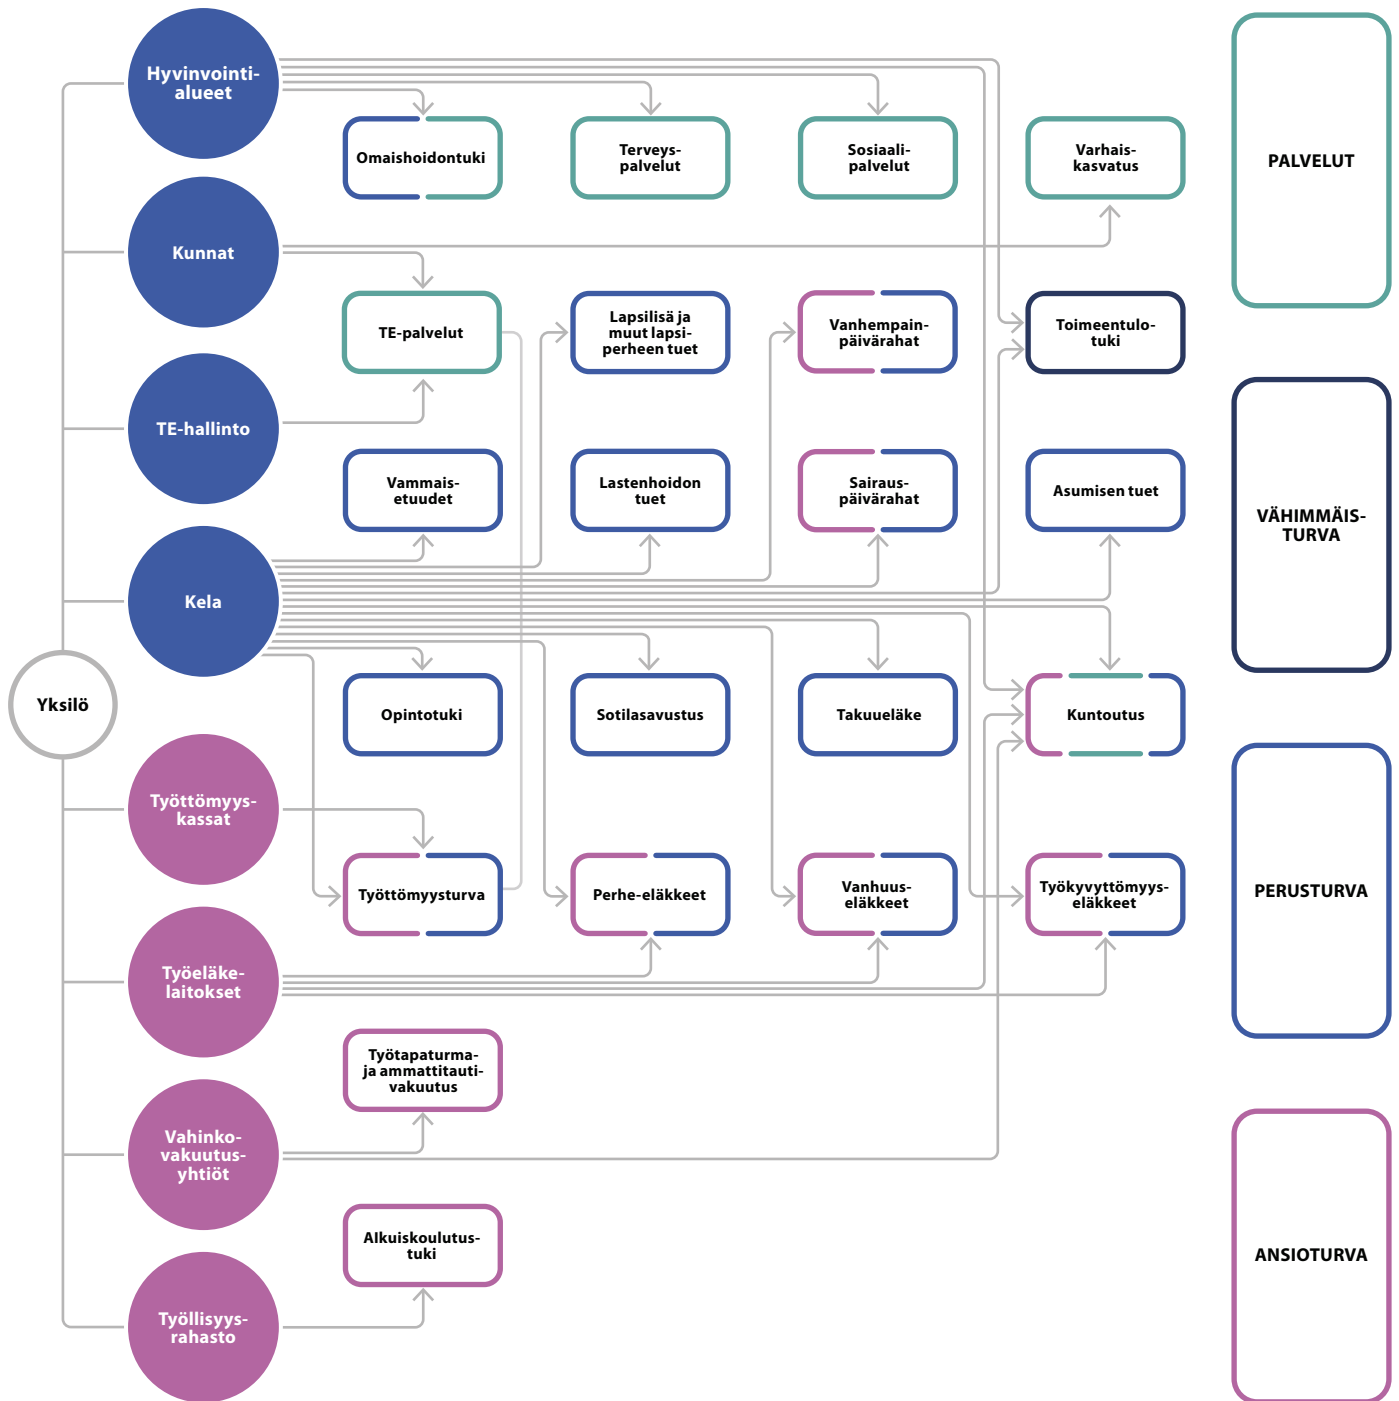 Hyvinvointi-
alueet
Omaishoidontuki
Terveys-
palvelut
Sosiaali-
palvelut
Varhais-
kasvatus
PALVELUT
Kunnat
TE-palvelut
Lapsilisä ja
muut lapsi-
perheen tuet
Vanhempain-
päivärahat
Toimeentulo-
tuki
TE-hallinto
Vammais-
etuudet
Lastenhoidon
tuet
Sairaus-
päivärahat
Asumisen tuet
VÄHIMMÄIS-
TURVA
Kela
Yksilö
Opintotuki
Sotilasavustus
Takuueläke
Kuntoutus
Työttömyys-
kassat
Työttömyysturva
Perhe-eläkkeet
Vanhuus-
eläkkeet
Työkyvyttömyys-
eläkkeet
PERUSTURVA
Työeläke-
laitokset
Työtapaturma-
ja ammattitauti-
vakuutus
Vahinko-
vakuutus-
yhtiöt
Alkuiskoulutus-
tuki
ANSIOTURVA
Työllisyys-
rahasto